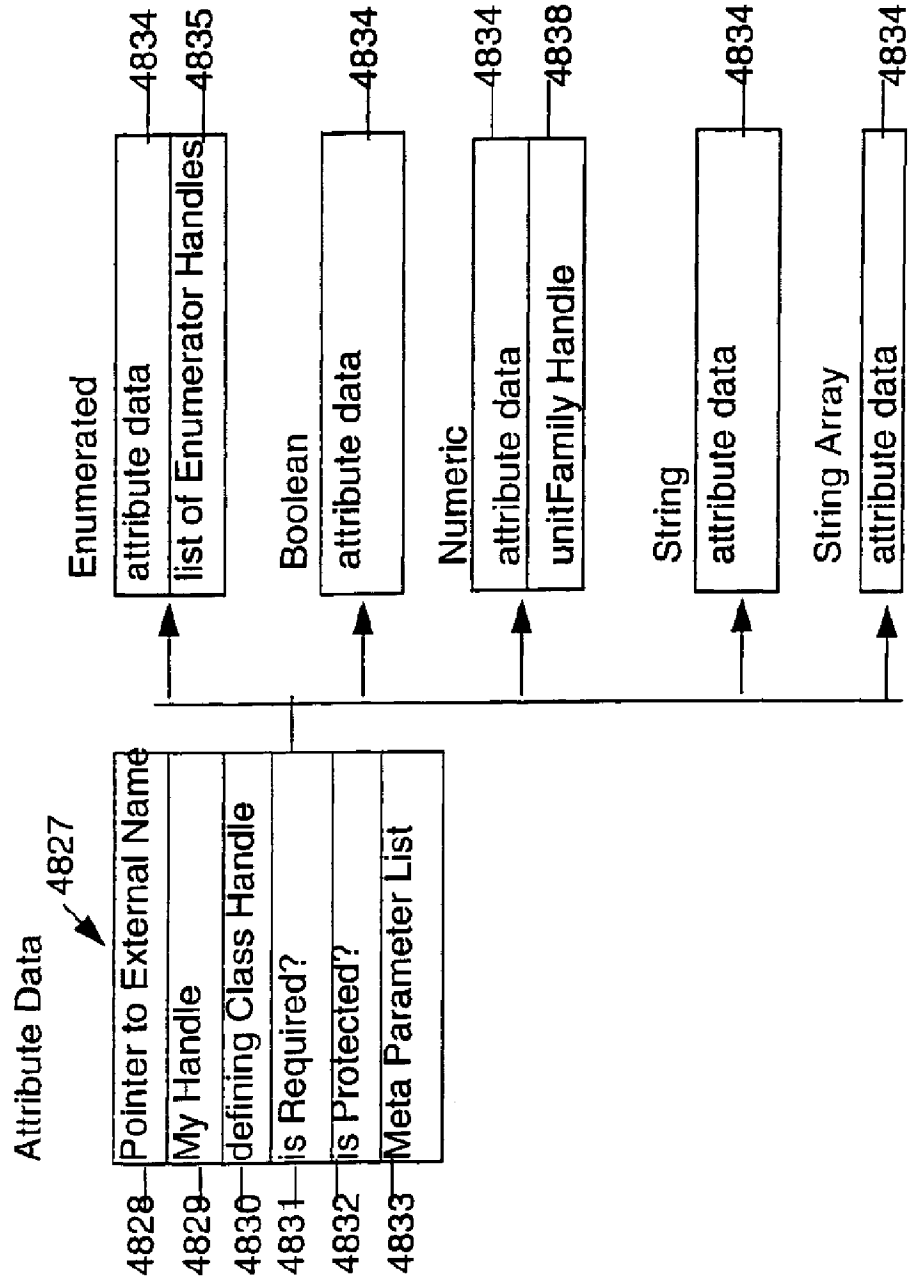 Attribute Data
4827
4828 Pointer to External Name
4829 My Handle
4830 defining Class Handle
4831 is Required?
4832 is Protected?
4833 Meta Parameter List
Enumerated
attribute data 4834
list of Enumerator Handles 4835
Boolean
attribute data 4834
Numeric
attribute data 4834
unitFamily Handle 4838
String
attribute data 4834
String Array
attribute data 4834